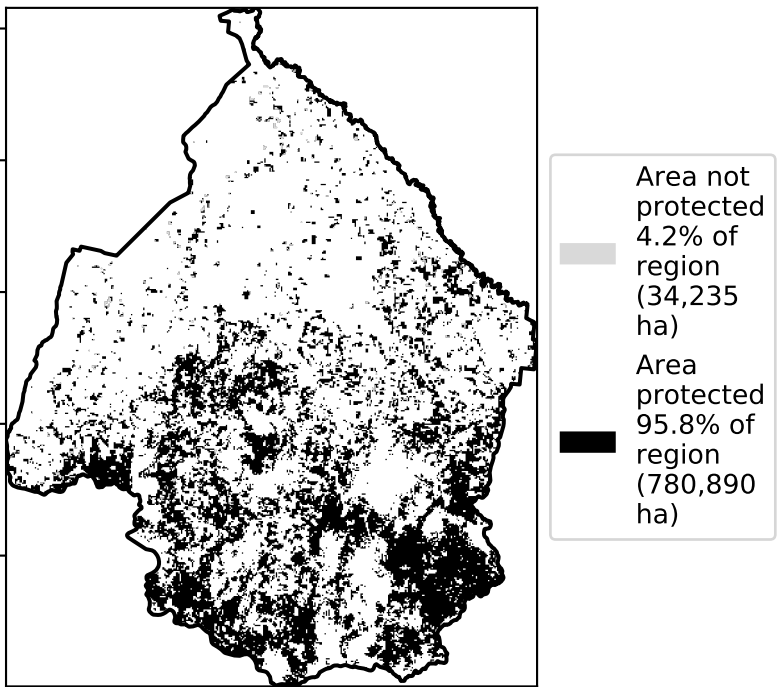 Area not
protected
4.2% of
region
(34,235
ha)
Area
protected
95.8% of
region
(780,890
ha)